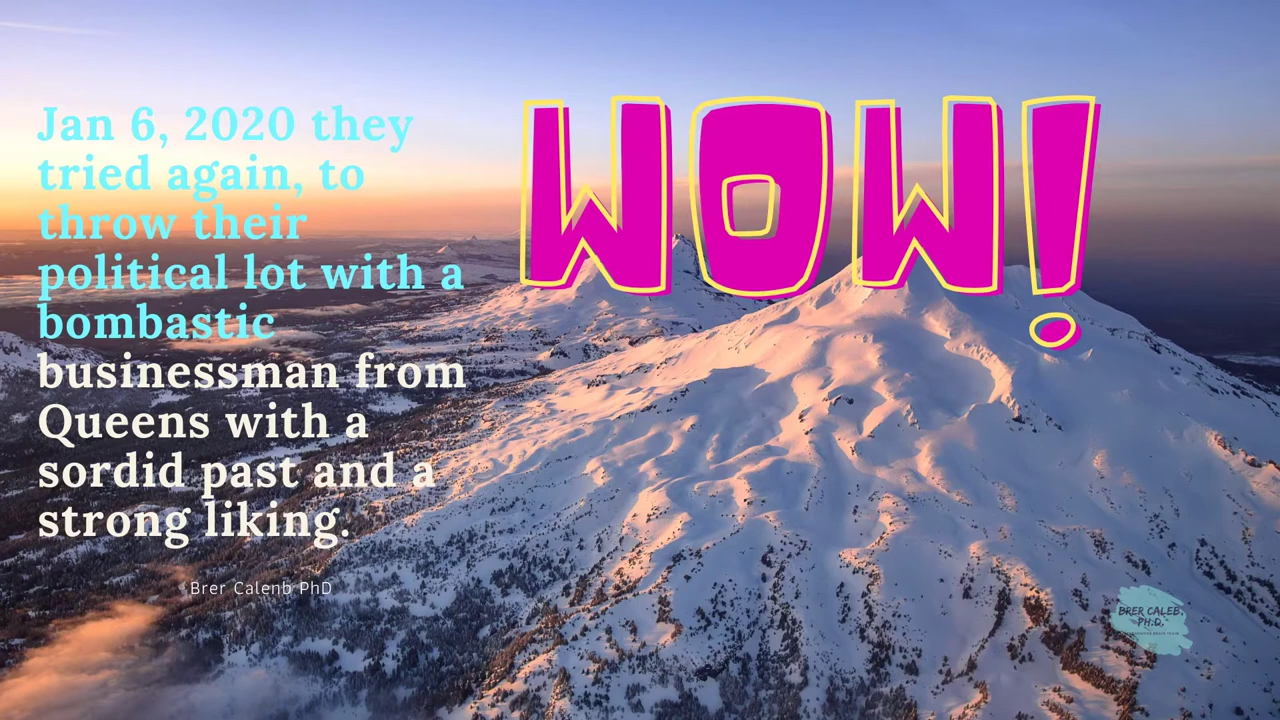 Jan 6, 2020 they
tried again, to
throw their
political lot with a
bombastic
businessman from
Queens with a
sordid past and a
strong liking.
Brer Calenb PhD
WOW!
BRER CALEB,
PH.D.